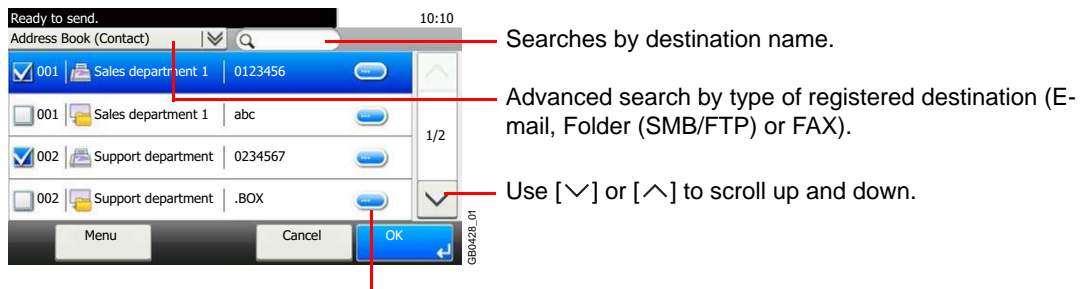 Ready to send.
10:10
Address Book (Contact)
001 Sales department 1 0123456
001 Sales department 1 abc
002 Support department 0234567
002 Support department .BOX
1/2
Menu
Cancel
OK
GB0428_01
Searches by destination name.
Advanced search by type of registered destination (E-
mail, Folder (SMB/FTP) or FAX).
Use [∨] or [∧] to scroll up and down.